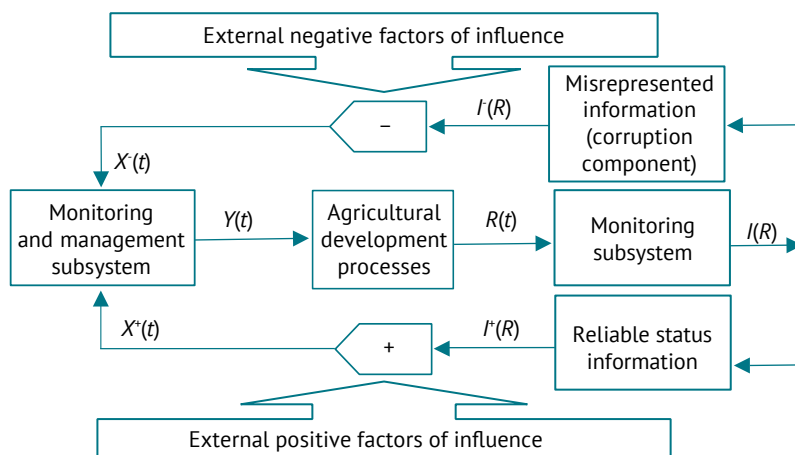 External negative factors of influence
Misrepresented
information
(corruption
component)
I⁻(R)
−
X⁻(t)
Monitoring
and management
subsystem
Y(t)
Agricultural
development
processes
R(t)
Monitoring
subsystem
I(R)
X⁺(t)
+
I⁺(R)
Reliable status
information
External positive factors of influence